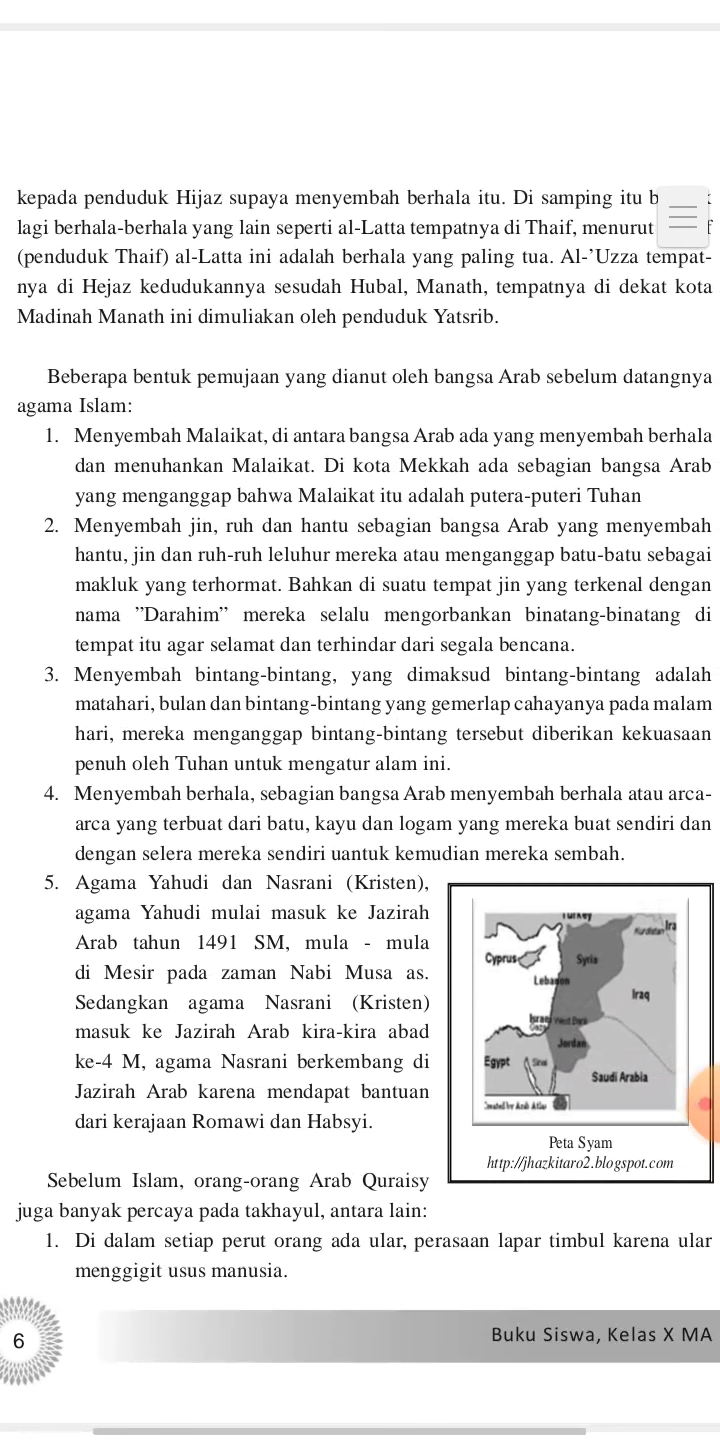 kepada penduduk Hijaz supaya menyembah berhala itu. Di samping itu
lagi berhala-berhala yang lain seperti al-Latta tempatnya di Thaif, menurut
(penduduk Thaif) al-Latta ini adalah berhala yang paling tua. Al-’Uzza tempat-
nya di Hejaz kedudukannya sesudah Hubal, Manath, tempatnya di dekat kota
Madinah Manath ini dimuliakan oleh penduduk Yatsrib.
Beberapa bentuk pemujaan yang dianut oleh bangsa Arab sebelum datangnya
agama Islam:
1. Menyembah Malaikat, di antara bangsa Arab ada yang menyembah berhala
dan menuhankan Malaikat. Di kota Mekkah ada sebagian bangsa Arab
yang menganggap bahwa Malaikat itu adalah putera-puteri Tuhan
2. Menyembah jin, ruh dan hantu sebagian bangsa Arab yang menyembah
hantu, jin dan ruh-ruh leluhur mereka atau menganggap batu-batu sebagai
makluk yang terhormat. Bahkan di suatu tempat jin yang terkenal dengan
nama ”Darahim” mereka selalu mengorbankan binatang-binatang di
tempat itu agar selamat dan terhindar dari segala bencana.
3. Menyembah bintang-bintang, yang dimaksud bintang-bintang adalah
matahari, bulan dan bintang-bintang yang gemerlap cahayanya pada malam
hari, mereka menganggap bintang-bintang tersebut diberikan kekuasaan
penuh oleh Tuhan untuk mengatur alam ini.
4. Menyembah berhala, sebagian bangsa Arab menyembah berhala atau arca-
arca yang terbuat dari batu, kayu dan logam yang mereka buat sendiri dan
dengan selera mereka sendiri uantuk kemudian mereka sembah.
5. Agama Yahudi dan Nasrani (Kristen),
agama Yahudi mulai masuk ke Jazirah
Arab tahun 1491 SM, mula - mula
di Mesir pada zaman Nabi Musa as.
Sedangkan agama Nasrani (Kristen)
masuk ke Jazirah Arab kira-kira abad
ke-4 M, agama Nasrani berkembang di
Jazirah Arab karena mendapat bantuan
dari kerajaan Romawi dan Habsyi.
Turkey
Kurdistan
Cyprus
Syria
Lebanon
Iraq
West Bank
Jordan
Egypt
Sinai
Saudi Arabia
Peta Syam
http://jhazkitaro2.blogspot.com
Sebelum Islam, orang-orang Arab Quraisy
juga banyak percaya pada takhayul, antara lain:
1. Di dalam setiap perut orang ada ular, perasaan lapar timbul karena ular
menggigit usus manusia.
6
Buku Siswa, Kelas X MA